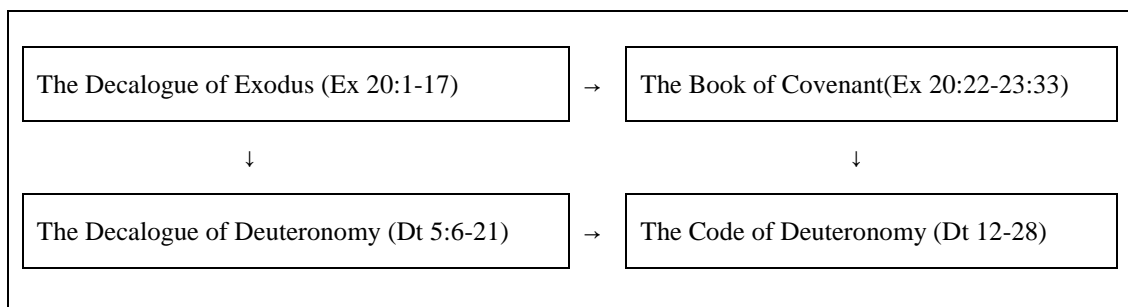 The Decalogue of Exodus (Ex 20:1-17) → The Book of Covenant(Ex 20:22-23:33)
↓ ↓
The Decalogue of Deuteronomy (Dt 5:6-21) → The Code of Deuteronomy (Dt 12-28)